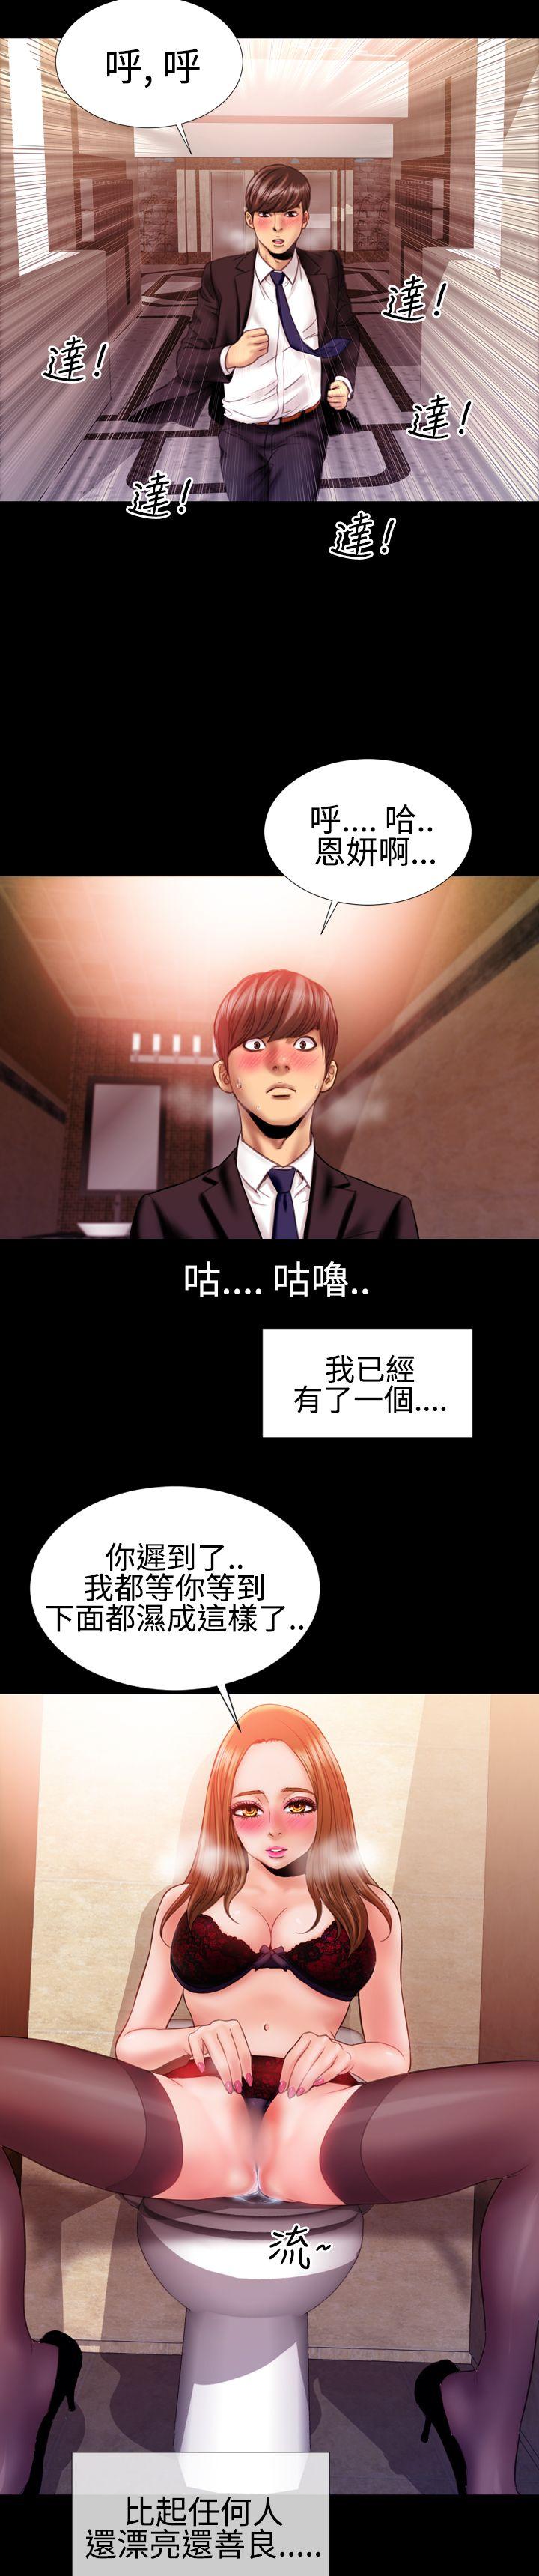 呼, 呼
達!
達!
達!
達!
達!
呼.... 哈..
恩妍啊...
咕.... 咕嚕..
我已經
有了一個....
你遲到了..
我都等你等到
下面都濕成這樣了..
流~
比起任何人
還漂亮還善良.....